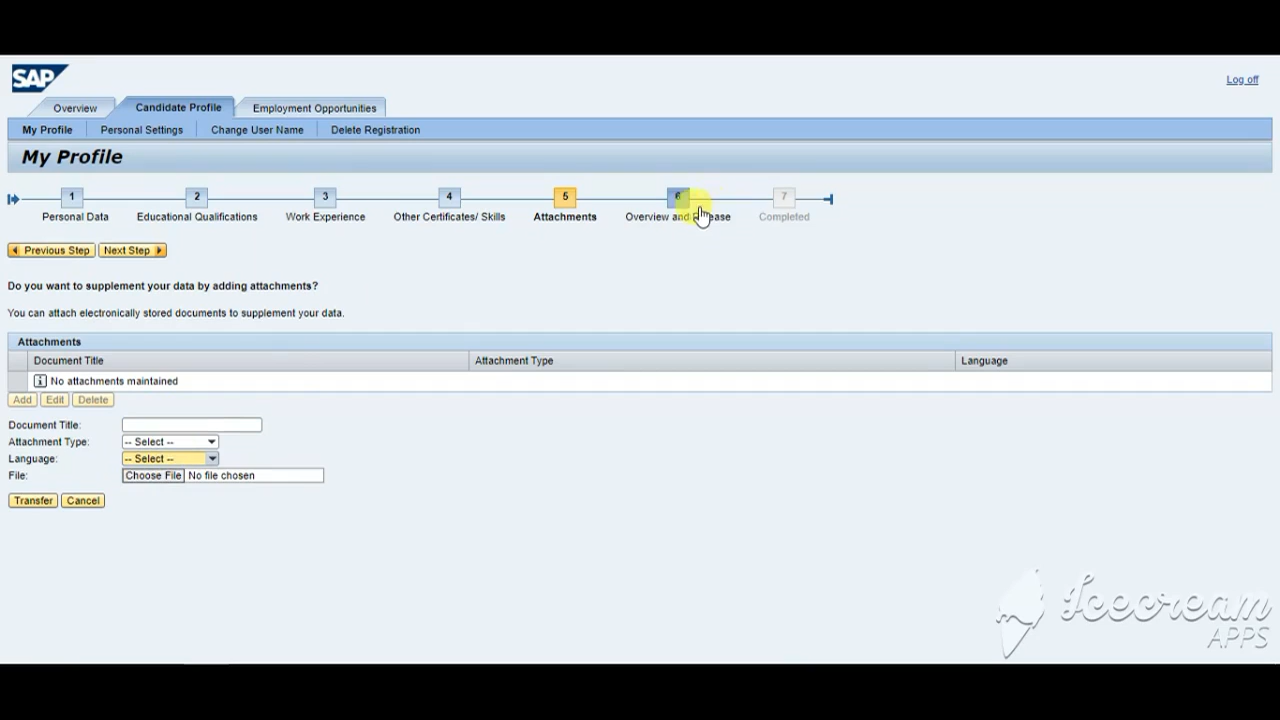 SAP
Log off
Overview Candidate Profile Employment Opportunities
My Profile Personal Settings Change User Name Delete Registration
My Profile
1 2 3 4 5 6 7
Personal Data Educational Qualifications Work Experience Other Certificates/ Skills Attachments Overview and Release Completed
Previous Step Next Step
Do you want to supplement your data by adding attachments?
You can attach electronically stored documents to supplement your data.
Attachments
Document Title Attachment Type Language
No attachments maintained
Add Edit Delete
Document Title:
Attachment Type: -- Select --
Language: -- Select --
File: Choose File No file chosen
Transfer Cancel
Icecream
APPS